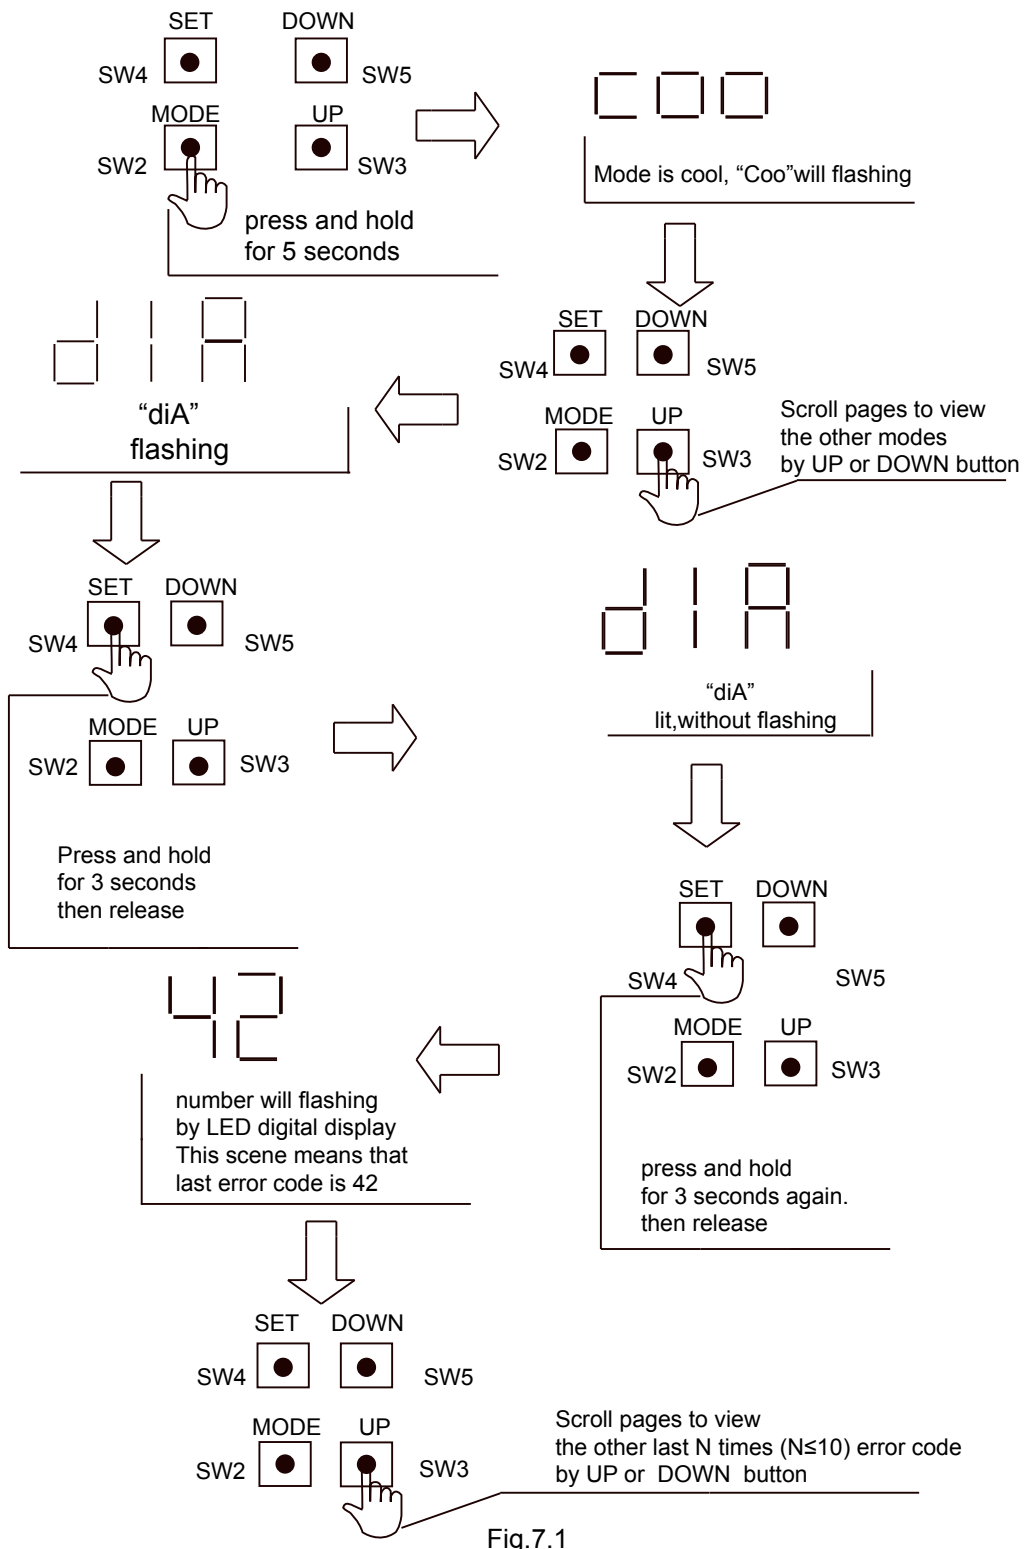 SET DOWN
SW4 SW5
MODE UP
SW2 SW3
press and hold
for 5 seconds
COO
Mode is cool, “Coo”will flashing
SET DOWN
SW4 SW5
MODE UP
SW2 SW3
Scroll pages to view
the other modes
by UP or DOWN button
dIA
“diA”
flashing
SET DOWN
SW4 SW5
MODE UP
SW2 SW3
Press and hold
for 3 seconds
then release
dIA
“diA”
lit,without flashing
SET DOWN
SW4 SW5
MODE UP
SW2 SW3
press and hold
for 3 seconds again.
then release
42
number will flashing
by LED digital display
This scene means that
last error code is 42
SET DOWN
SW4 SW5
MODE UP
SW2 SW3
Scroll pages to view
the other last N times (N≤10) error code
by UP or DOWN button
Fig.7.1